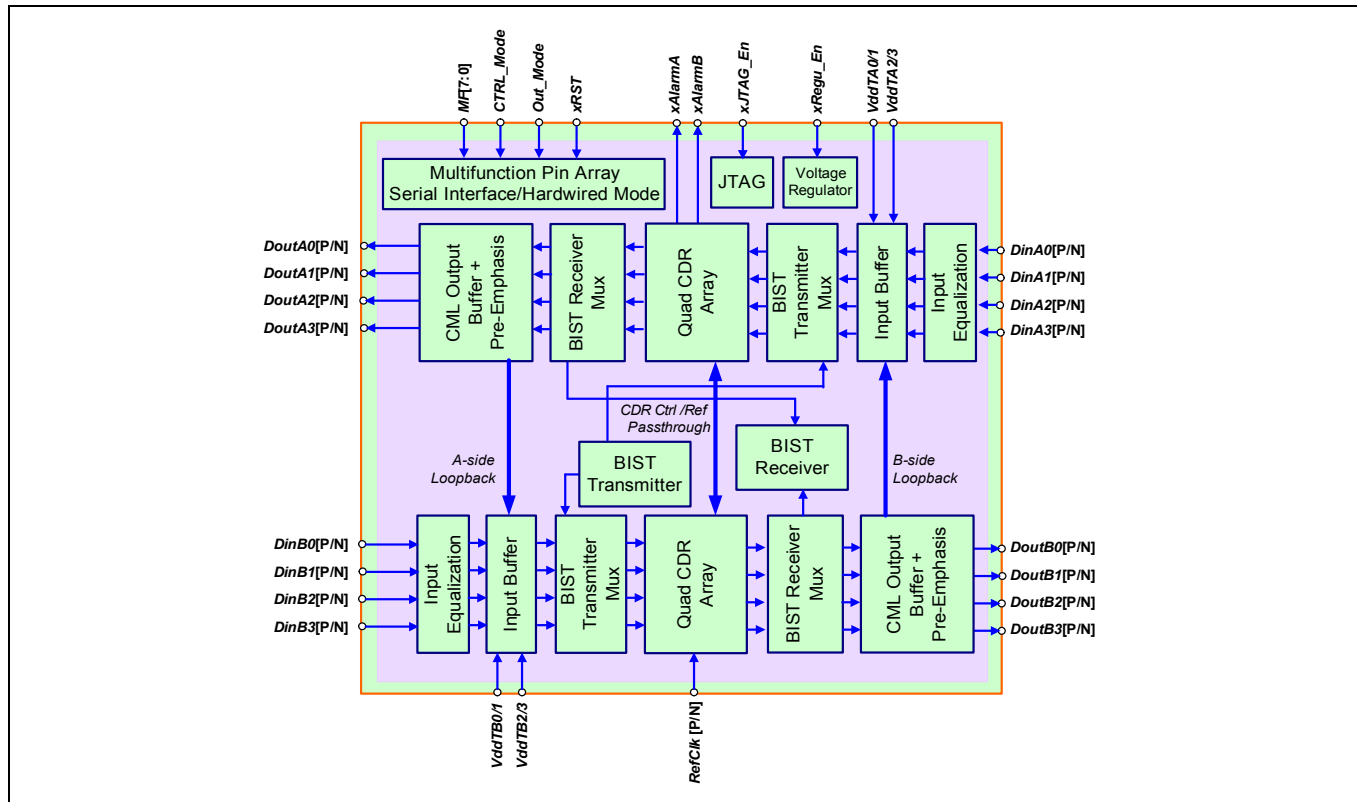 MF[7:0]
CTRL_Mode
Out_Mode
xRST
xAlarmA
xAlarmB
xJTAG_En
xRegu_En
VddTA0/1
VddTA2/3
Multifunction Pin Array
Serial Interface/Hardwired Mode
JTAG
Voltage
Regulator
DoutA0[P/N]
DoutA1[P/N]
DoutA2[P/N]
DoutA3[P/N]
CML Output
Buffer +
Pre-Emphasis
BIST Receiver
Mux
Quad CDR
Array
BIST
Transmitter
Mux
Input Buffer
Input
Equalization
DinA0[P/N]
DinA1[P/N]
DinA2[P/N]
DinA3[P/N]
A-side
Loopback
BIST
Transmitter
CDR Ctrl /Ref
Passthrough
BIST
Receiver
B-side
Loopback
DinB0[P/N]
DinB1[P/N]
DinB2[P/N]
DinB3[P/N]
Input
Equalization
Input Buffer
BIST
Transmitter
Mux
Quad CDR
Array
BIST Receiver
Mux
CML Output
Buffer +
Pre-Emphasis
DoutB0[P/N]
DoutB1[P/N]
DoutB2[P/N]
DoutB3[P/N]
VddTB0/1
VddTB2/3
RefClk [P/N]